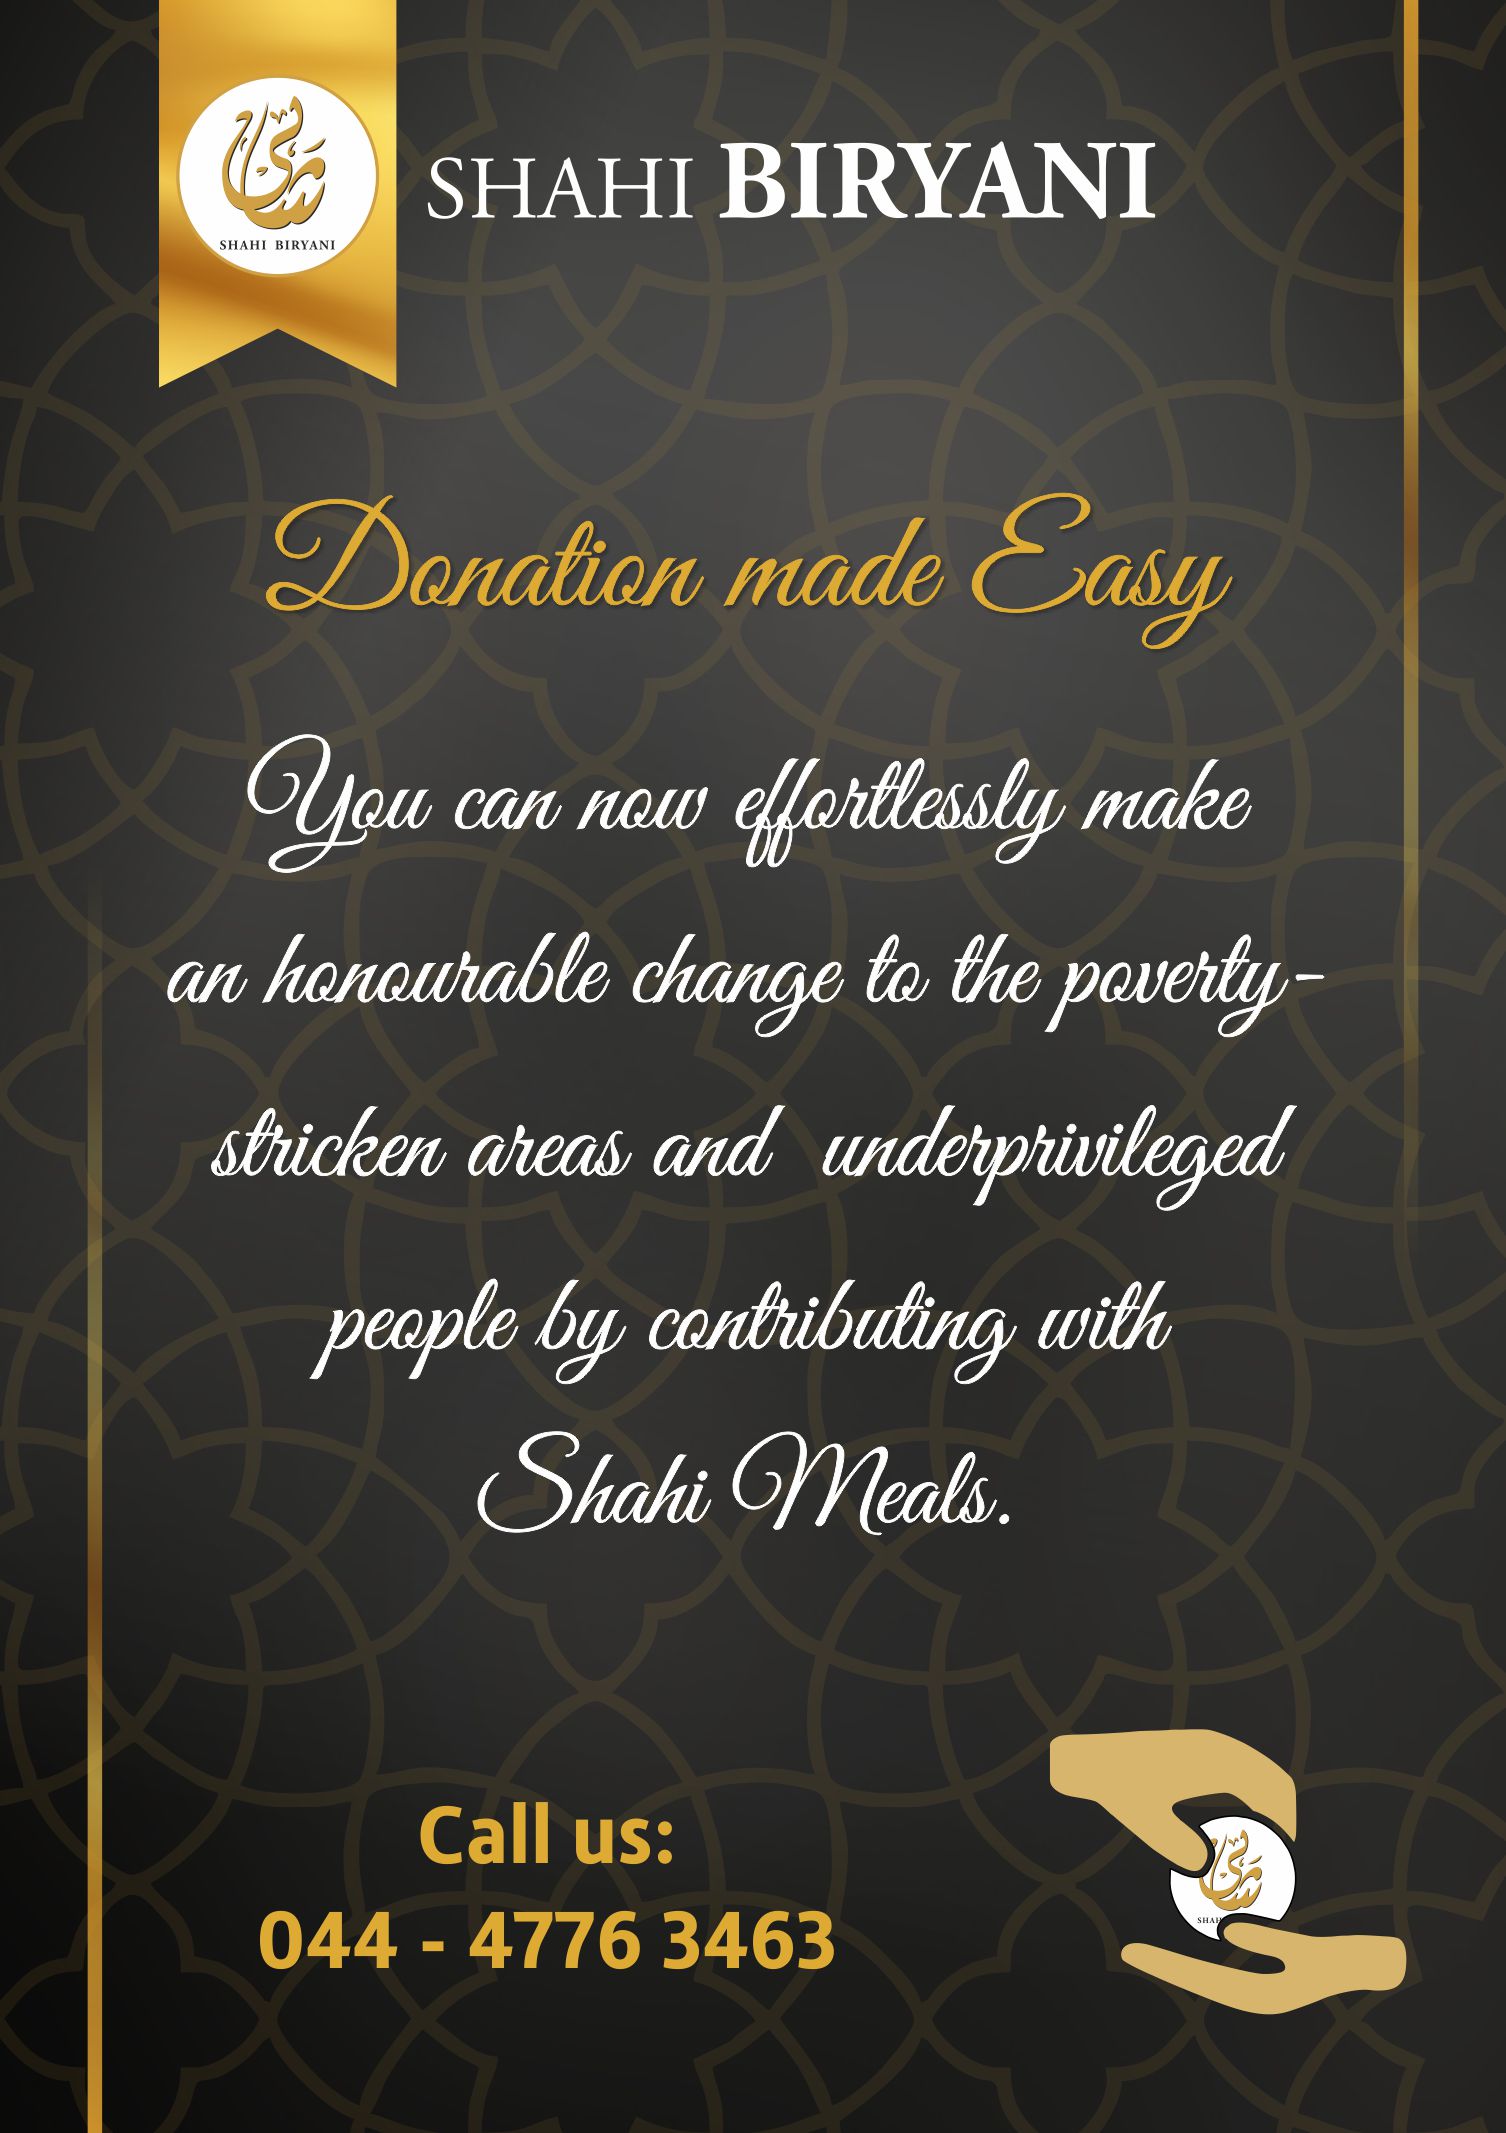 SHAHI BIRYANI
SHAHI BIRYANI
Donation made Easy
You can now effortlessly make
an honourable change to the poverty-
stricken areas and underprivileged
people by contributing with
Shahi Meals.
Call us:
044 - 4776 3463